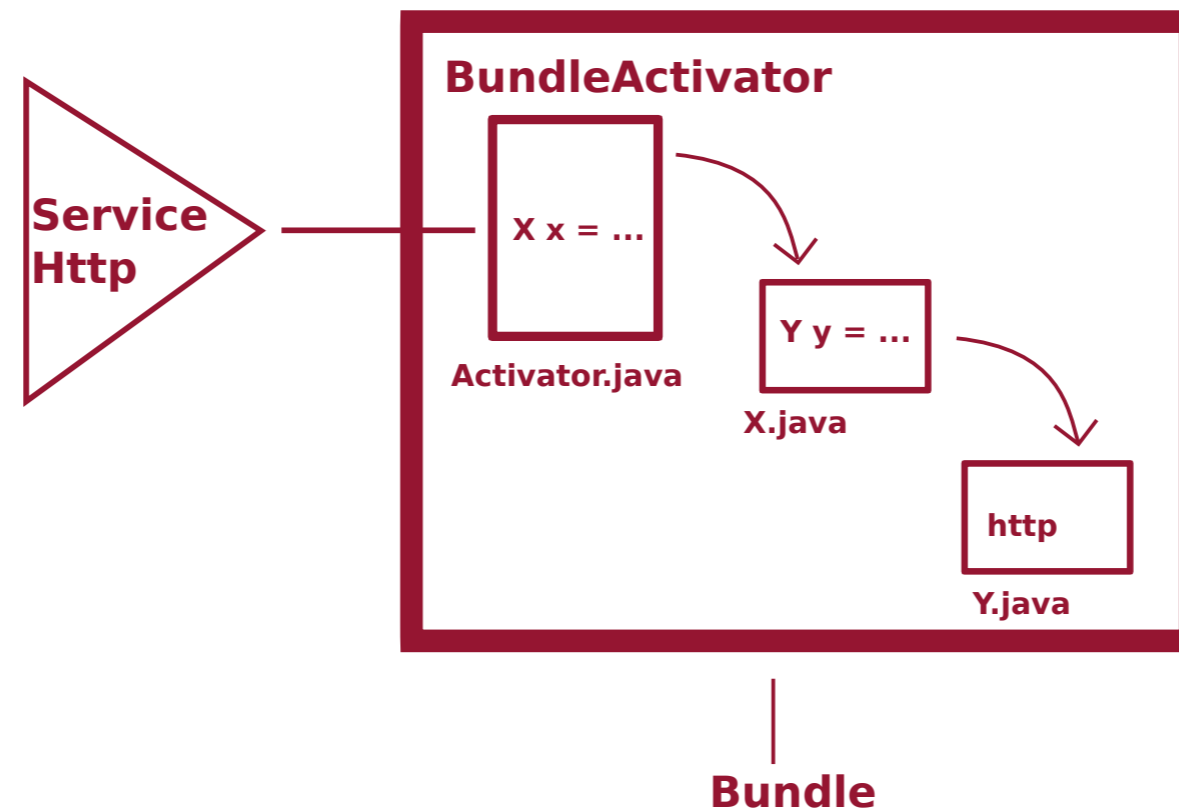 BundleActivator
Service
Http
X x = ...
Activator.java
Y y = ...
X.java
http
Y.java
Bundle